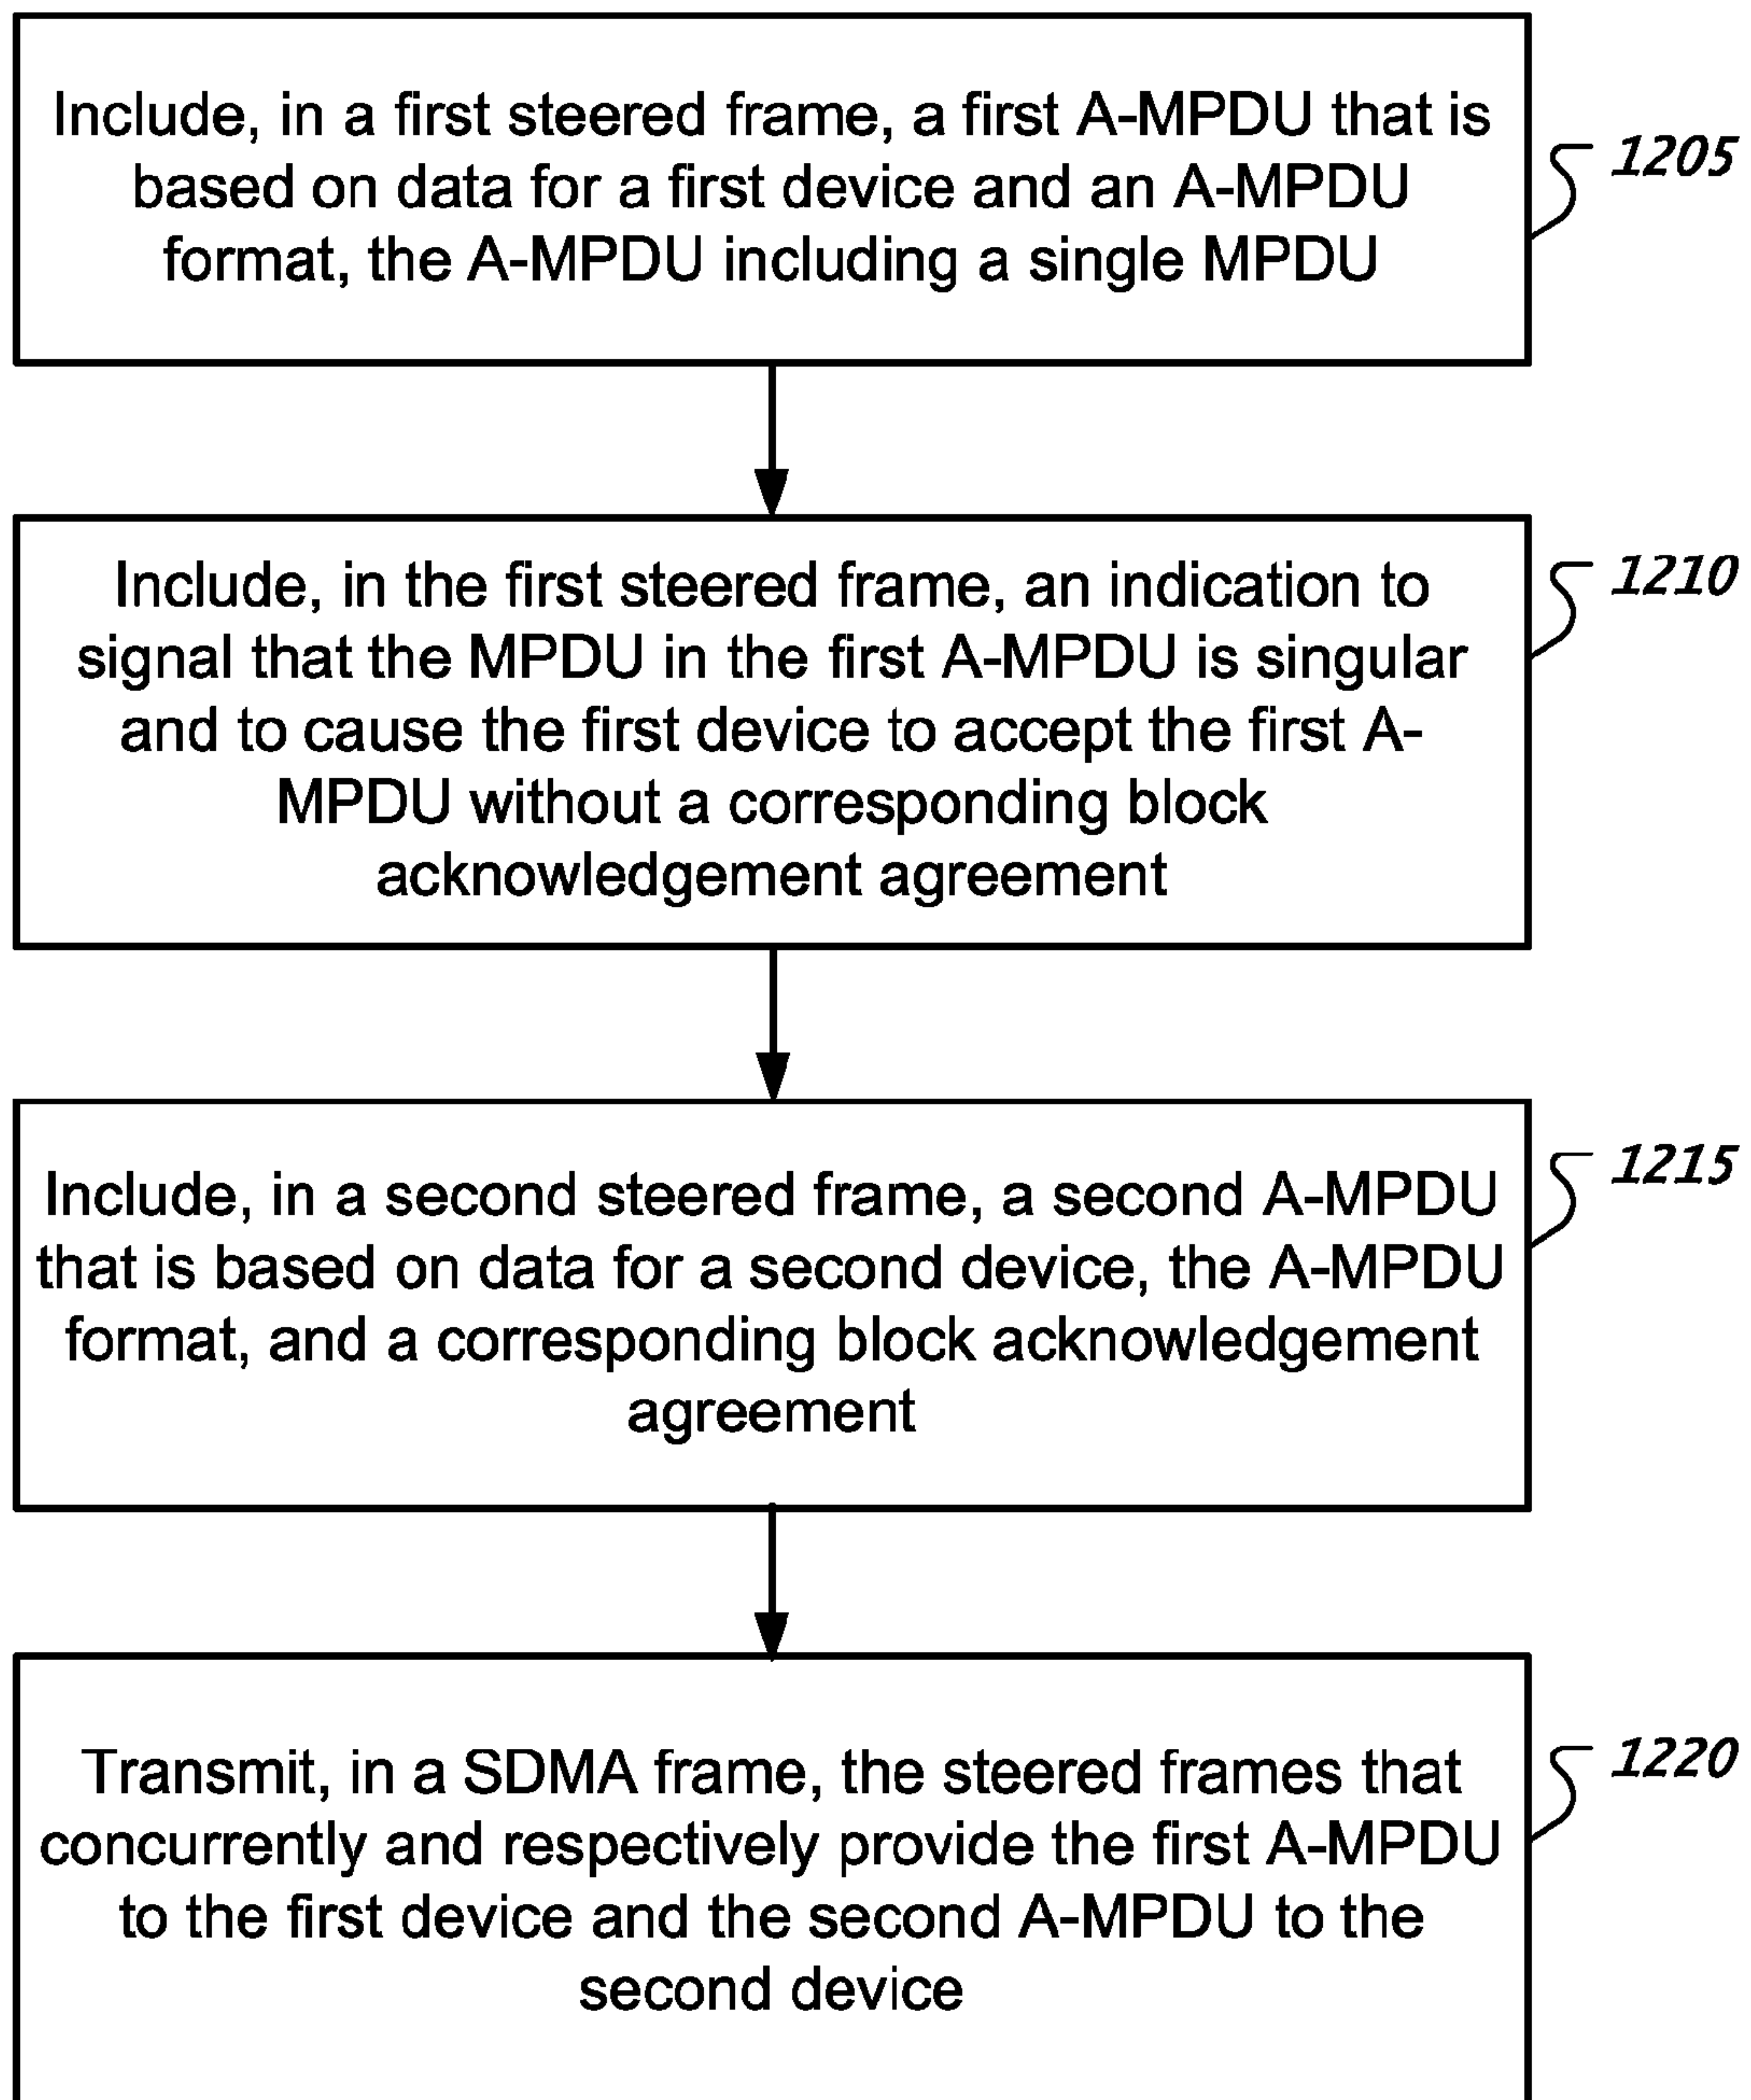 Include, in a first steered frame, a first A-MPDU that is
based on data for a first device and an A-MPDU
format, the A-MPDU including a single MPDU
1205
Include, in the first steered frame, an indication to
signal that the MPDU in the first A-MPDU is singular
and to cause the first device to accept the first A-
MPDU without a corresponding block
acknowledgement agreement
1210
Include, in a second steered frame, a second A-MPDU
that is based on data for a second device, the A-MPDU
format, and a corresponding block acknowledgement
agreement
1215
Transmit, in a SDMA frame, the steered frames that
concurrently and respectively provide the first A-MPDU
to the first device and the second A-MPDU to the
second device
1220